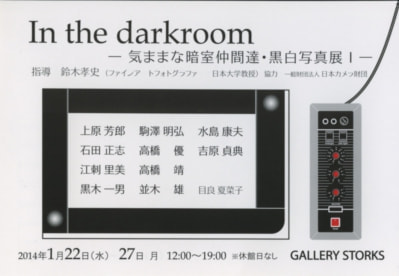 In the darkroom
― 気ままな暗室仲間達・黒白写真展Ⅰ ―
指導 鈴木孝史（ファインアートフォトグラファ 日本大学教授）協力 一般財団法人日本カメラ財団
上原 芳郎 駒澤 明弘 水島 康夫
石田 正志 高橋 優 吉原 貞典
江刺 里美 高橋 靖
黒木 一男 並木 雄 目良 夏菜子
2014年1月22日(水) 27日 月 12:00～19:00 ※休館日なし GALLERY STORKS